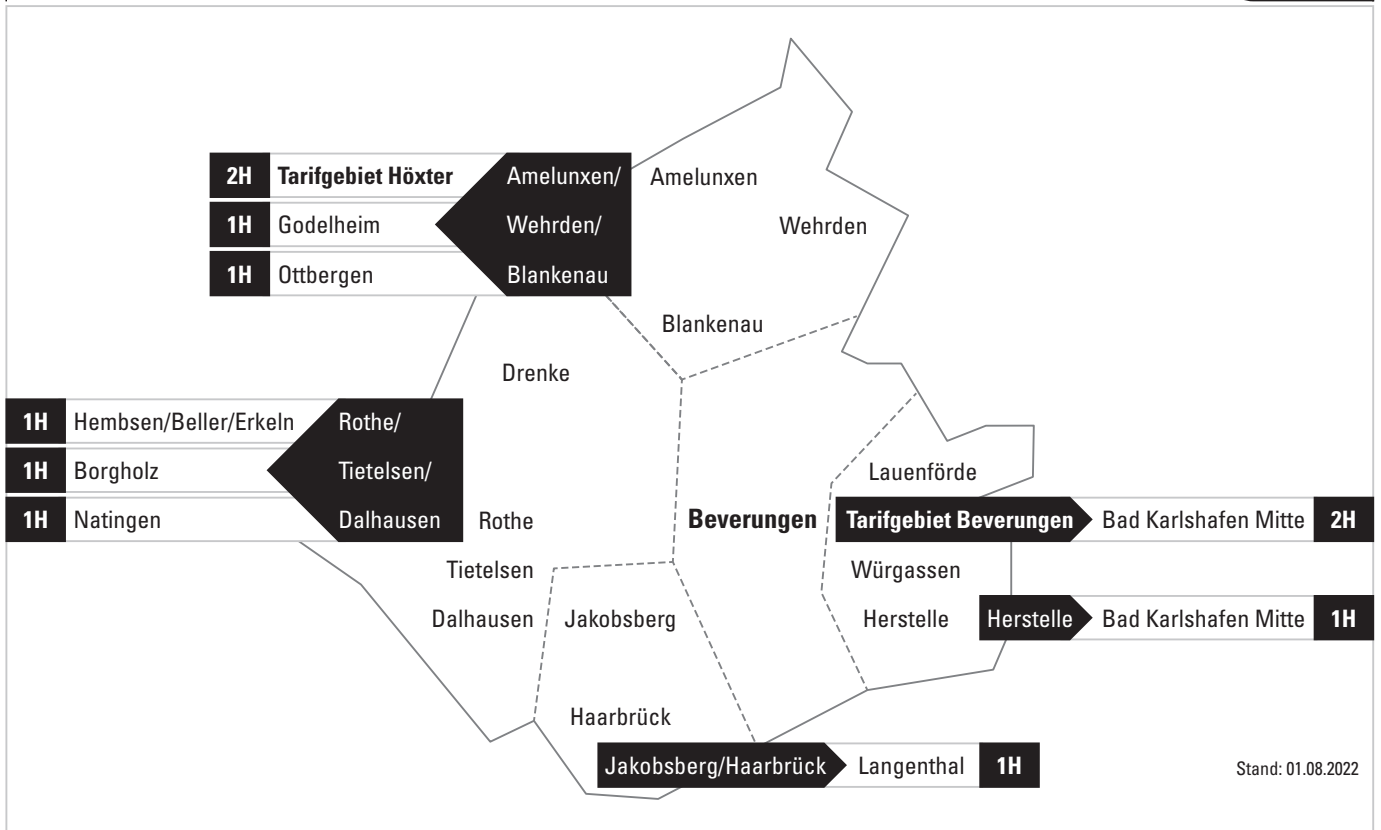 2H Tarifgebiet Höxter Amelunxen/ Amelunxen
1H Godelheim Wehrden/ Wehrden
1H Ottbergen Blankenau
Blankenau
Drenke
1H Hembsen/Beller/Erkeln Rothe/
1H Borgholz Tietelsen/ Lauenförde
1H Natingen Dalhausen Rothe Beverungen Tarifgebiet Beverungen Bad Karlshafen Mitte 2H
Tietelsen Würgassen
Dalhausen Jakobsberg Herstelle Herstelle Bad Karlshafen Mitte 1H
Haarbrück
Jakobsberg/Haarbrück Langenthal 1H Stand: 01.08.2022